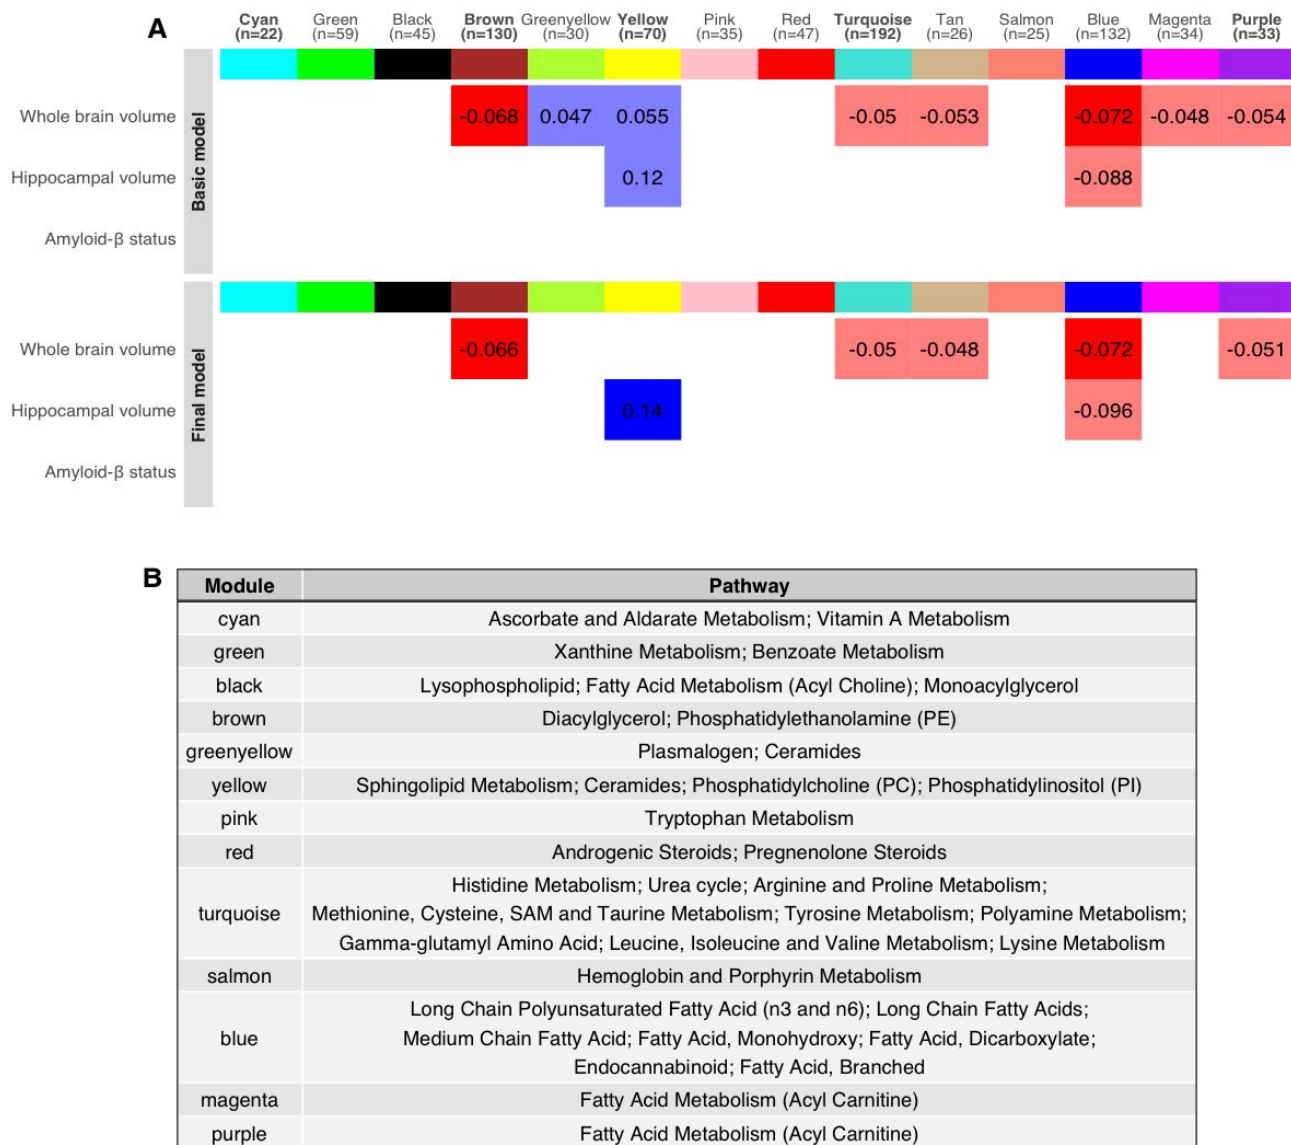 A
Cyan Green Black Brown Greenyellow Yellow Pink Red Turquoise Tan Salmon Blue Magenta Purple
(n=22) (n=59) (n=45) (n=130) (n=30) (n=70) (n=35) (n=47) (n=192) (n=26) (n=25) (n=132) (n=34) (n=33)
Basic model
Whole brain volume -0.068 0.047 0.055 -0.05 -0.053 -0.072 -0.048 -0.054
Hippocampal volume 0.12 -0.088
Amyloid-β status
Final model
Whole brain volume -0.066 -0.05 -0.048 -0.072 -0.051
Hippocampal volume 0.14 -0.096
Amyloid-β status
B
Module Pathway
cyan Ascorbate and Aldarate Metabolism; Vitamin A Metabolism
green Xanthine Metabolism; Benzoate Metabolism
black Lysophospholipid; Fatty Acid Metabolism (Acyl Choline); Monoacylglycerol
brown Diacylglycerol; Phosphatidylethanolamine (PE)
greenyellow Plasmalogen; Ceramides
yellow Sphingolipid Metabolism; Ceramides; Phosphatidylcholine (PC); Phosphatidylinositol (PI)
pink Tryptophan Metabolism
red Androgenic Steroids; Pregnenolone Steroids
turquoise Histidine Metabolism; Urea cycle; Arginine and Proline Metabolism;
Methionine, Cysteine, SAM and Taurine Metabolism; Tyrosine Metabolism; Polyamine Metabolism;
Gamma-glutamyl Amino Acid; Leucine, Isoleucine and Valine Metabolism; Lysine Metabolism
salmon Hemoglobin and Porphyrin Metabolism
blue Long Chain Polyunsaturated Fatty Acid (n3 and n6); Long Chain Fatty Acids;
Medium Chain Fatty Acid; Fatty Acid, Monohydroxy; Fatty Acid, Dicarboxylate;
Endocannabinoid; Fatty Acid, Branched
magenta Fatty Acid Metabolism (Acyl Carnitine)
purple Fatty Acid Metabolism (Acyl Carnitine)